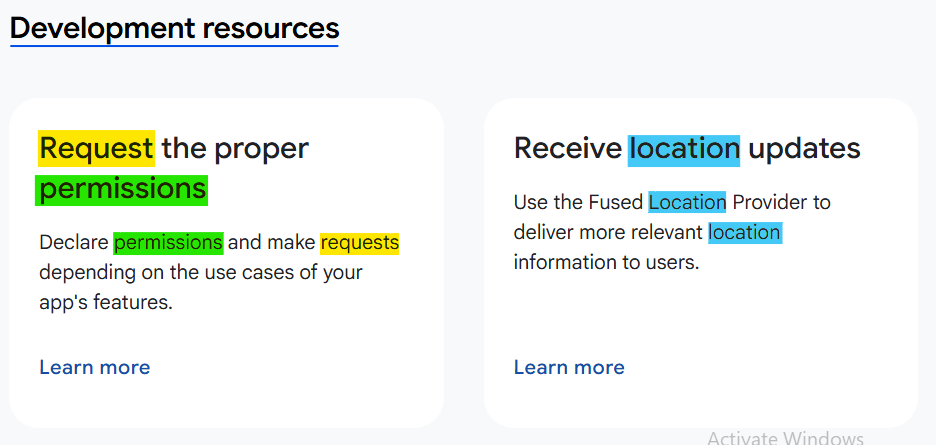 Development resources
Request the proper
permissions
Declare permissions and make requests
depending on the use cases of your
app's features.
Learn more
Receive location updates
Use the Fused Location Provider to
deliver more relevant location
information to users.
Learn more
Activate Windows